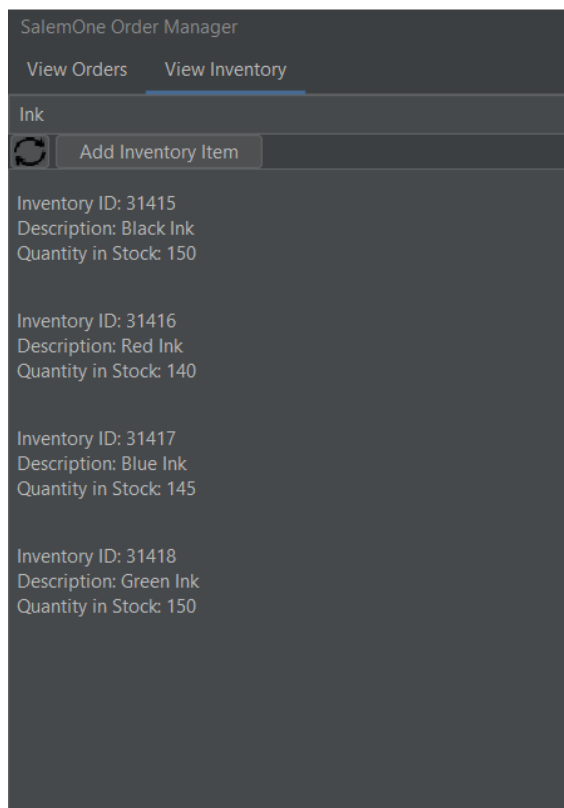 SalemOne Order Manager
View Orders View Inventory
Ink
Add Inventory Item
Inventory ID: 31415
Description: Black Ink
Quantity in Stock: 150
Inventory ID: 31416
Description: Red Ink
Quantity in Stock: 140
Inventory ID: 31417
Description: Blue Ink
Quantity in Stock: 145
Inventory ID: 31418
Description: Green Ink
Quantity in Stock: 150